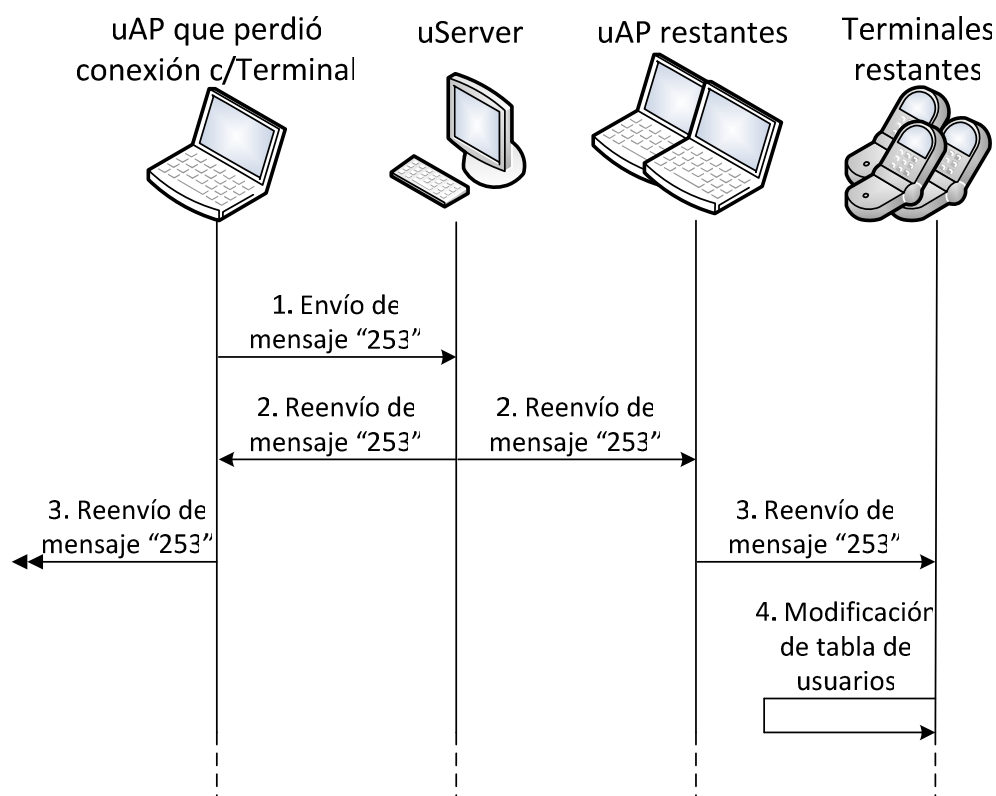 uAP que perdió
conexión c/Terminal
uServer
uAP restantes
Terminales
restantes
1. Envío de
mensaje “253”
2. Reenvío de
mensaje “253”
2. Reenvío de
mensaje “253”
3. Reenvío de
mensaje “253”
3. Reenvío de
mensaje “253”
4. Modificación
de tabla de
usuarios